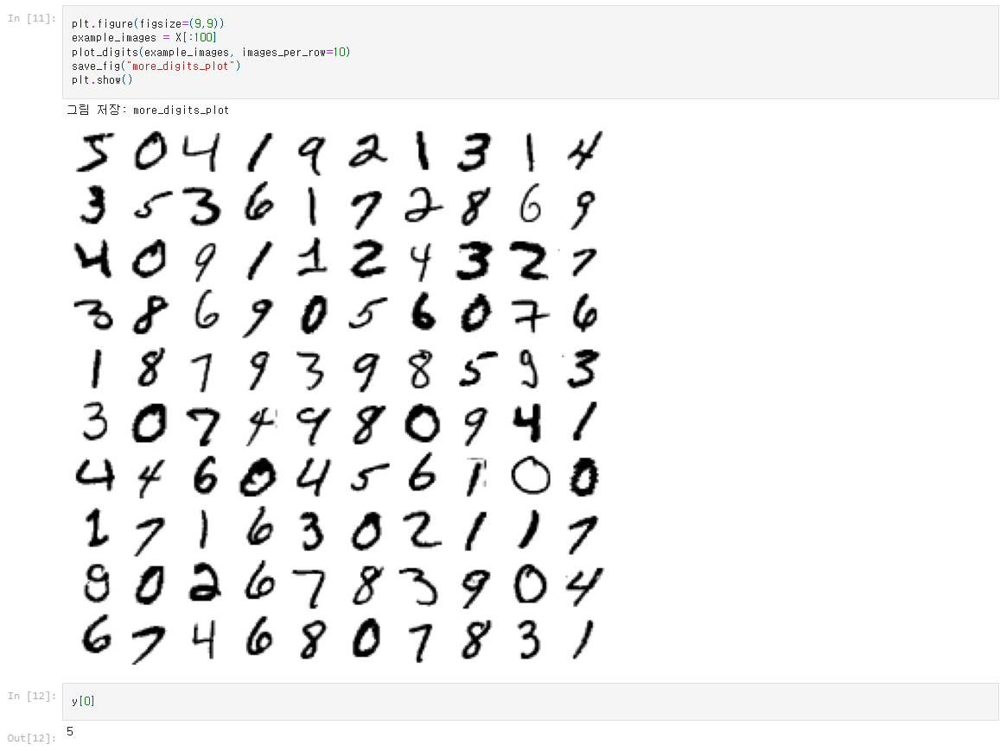 In [11]:
plt.figure(figsize=(9,9))
example_images = X[:100]
plot_digits(example_images, images_per_row=10)
save_fig("more_digits_plot")
plt.show()
그림 저장: more_digits_plot
5 0 4 1 9 2 1 3 1 4
3 5 3 6 1 7 2 8 6 9
4 0 9 1 1 2 4 3 2 7
3 8 6 9 0 5 6 0 7 6
1 8 7 9 3 9 8 5 9 3
3 0 7 4 9 8 0 9 4 1
4 4 6 0 4 5 6 1 0 0
1 7 1 6 3 0 2 1 1 7
9 0 2 6 7 8 3 9 0 4
6 7 4 6 8 0 7 8 3 1
In [12]:
y[0]
Out[12]:
5